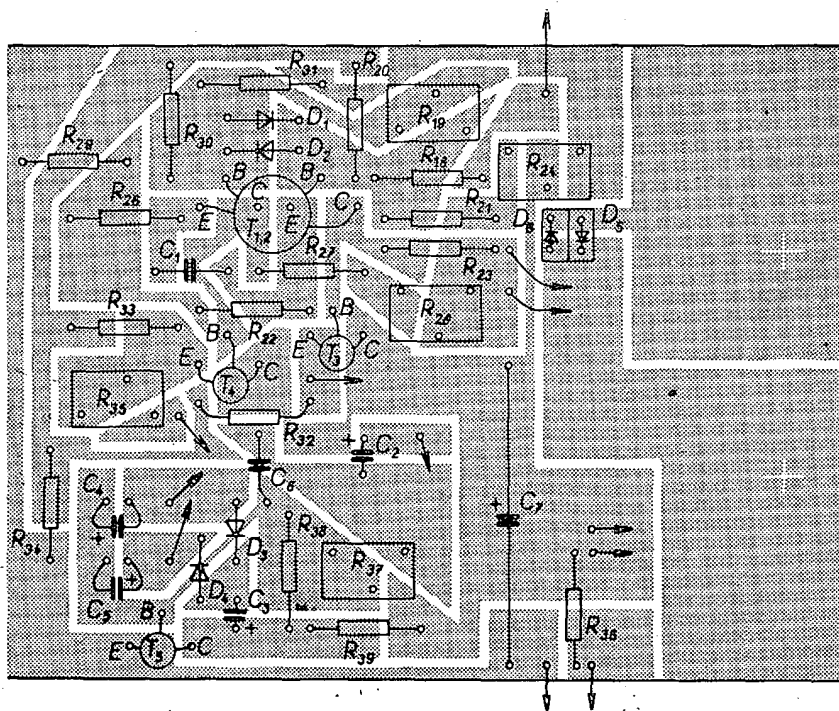 R31
R20
R19
R30
D1
R29
D2
R18
R24
B
C
B
R26
E
T1,2
E
C
R21
D6
D5
C1
R27
R23
R33
R22
B
R28
B
E
T3
C
E
T4
C
R35
R32
+
C2
C6
C4
+
+
C7
R34
D3
R38
R37
C5
+
D4
C3
+
B
R36
E
T5
C
R39